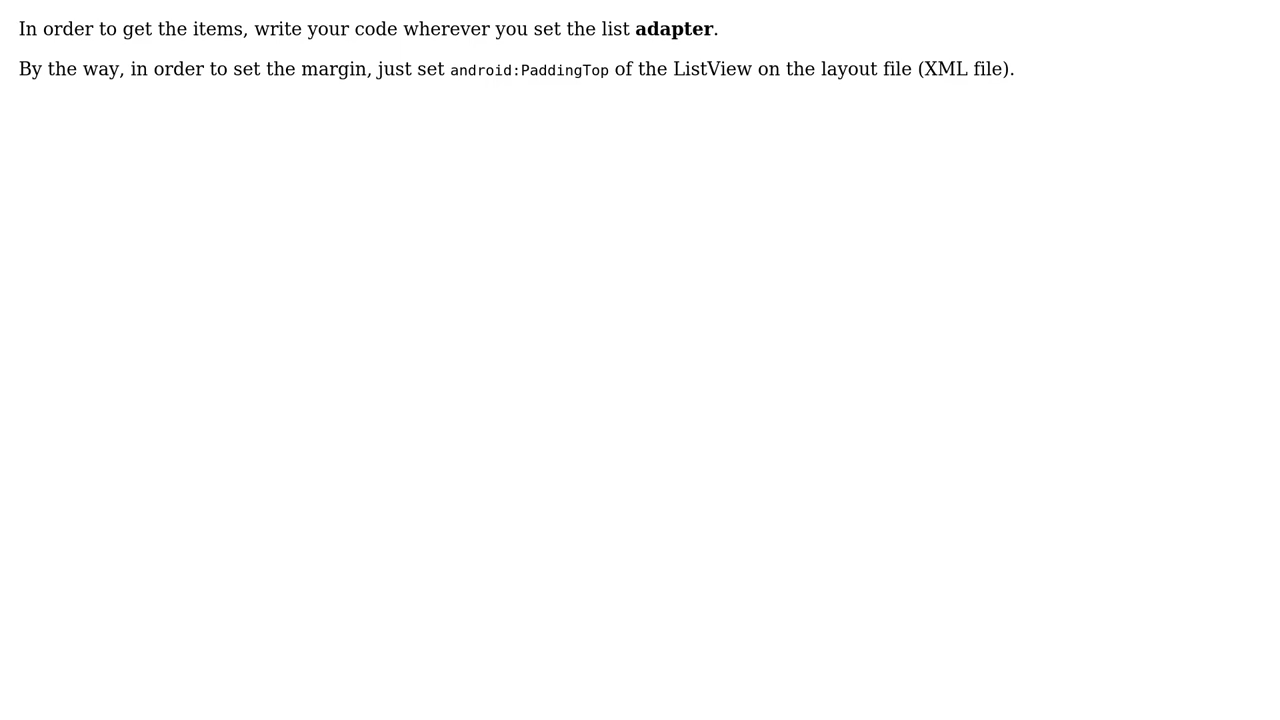 In order to get the items, write your code wherever you set the list adapter.
By the way, in order to set the margin, just set android:PaddingTop of the ListView on the layout file (XML file).